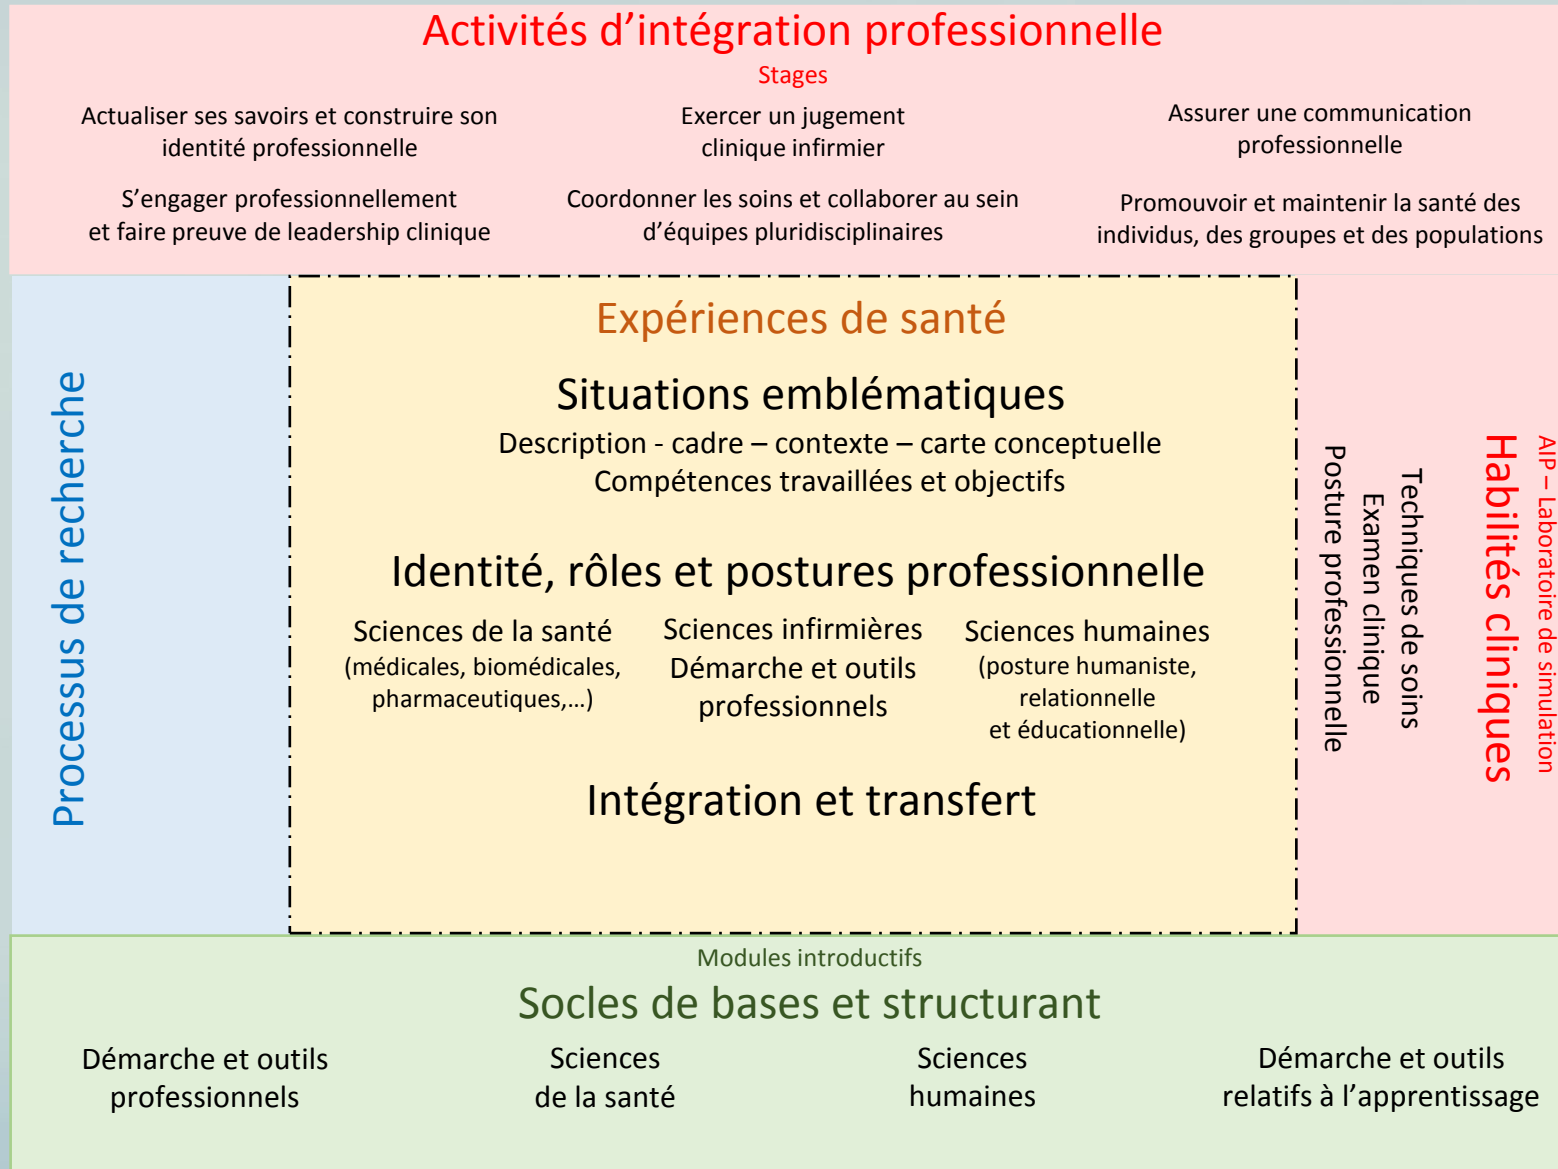 Activités d’intégration professionnelle
Stages
Actualiser ses savoirs et construire son
identité professionnelle
Exercer un jugement
clinique infirmier
Assurer une communication
professionnelle
S’engager professionnellement
et faire preuve de leadership clinique
Coordonner les soins et collaborer au sein
d’équipes pluridisciplinaires
Promouvoir et maintenir la santé des
individus, des groupes et des populations
Processus de recherche
Expériences de santé
Situations emblématiques
Description - cadre – contexte – carte conceptuelle
Compétences travaillées et objectifs
Identité, rôles et postures professionnelle
Sciences de la santé
(médicales, biomédicales,
pharmaceutiques,…)
Sciences infirmières
Démarche et outils
professionnels
Sciences humaines
(posture humaniste,
relationnelle
et éducationnelle)
Intégration et transfert
AIP – Laboratoire de simulation
Habilités cliniques
Techniques de soins
Examen clinique
Posture professionnelle
Modules introductifs
Socles de bases et structurant
Démarche et outils
professionnels
Sciences
de la santé
Sciences
humaines
Démarche et outils
relatifs à l’apprentissage